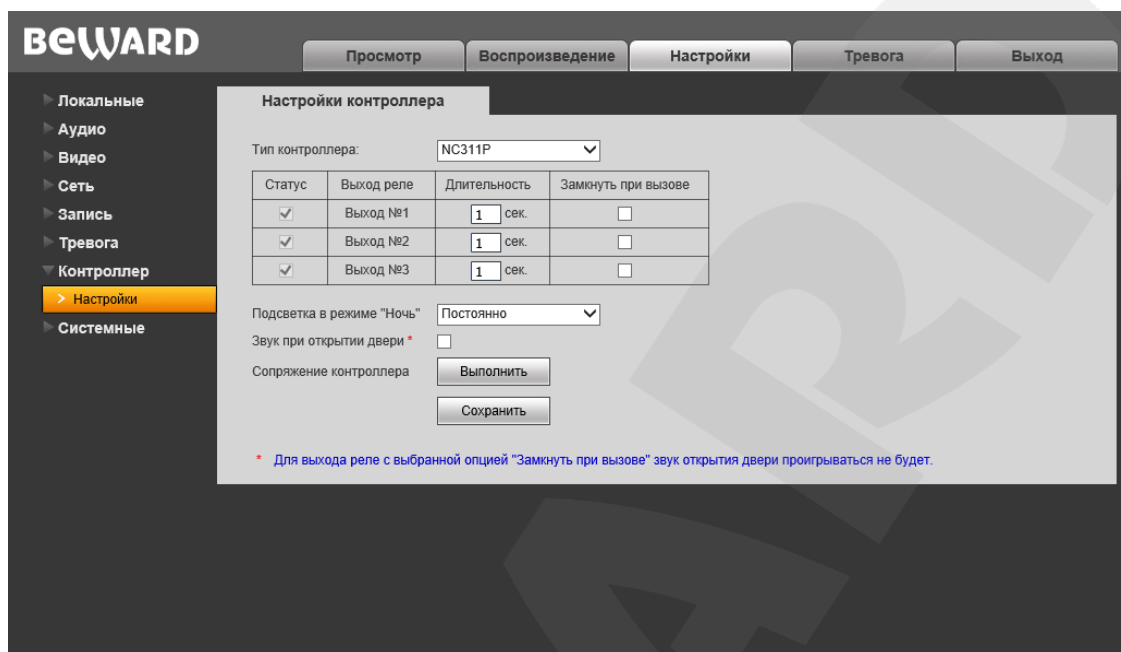 BEWARD
Просмотр Воспроизведение Настройки Тревога Выход
Локальные
Аудио
Видео
Сеть
Запись
Тревога
Контроллер
Настройки
Системные
Настройки контроллера
Тип контроллера: NC311P
Статус Выход реле Длительность Замкнуть при вызове
Выход №1 1 сек.
Выход №2 1 сек.
Выход №3 1 сек.
Подсветка в режиме "Ночь" Постоянно
Звук при открытии двери *
Сопряжение контроллера Выполнить
Сохранить
* Для выхода реле с выбранной опцией "Замкнуть при вызове" звук открытия двери проигрываться не будет.